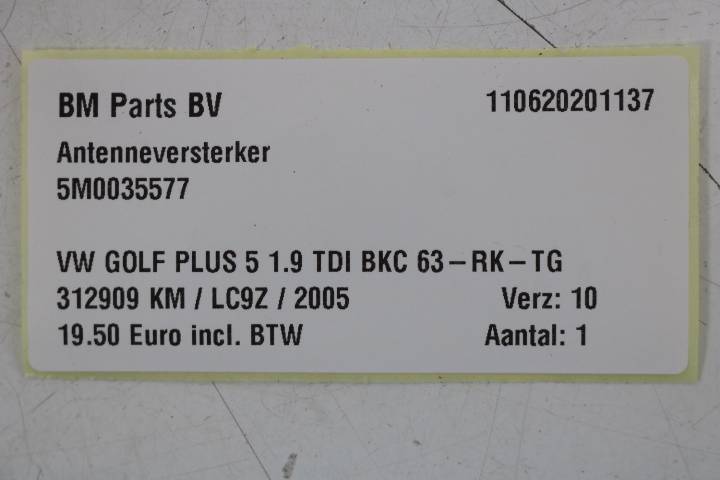 BM Parts BV 110620201137
Antenneversterker
5M0035577
VW GOLF PLUS 5 1.9 TDI BKC 63-RK-TG
312909 KM / LC9Z / 2005 Verz: 10
19.50 Euro incl. BTW Aantal: 1